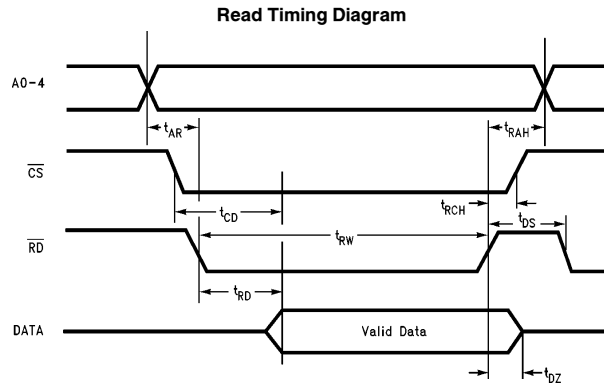 Read Timing Diagram
A0-4
tAR
tRAH
CS
tCD
tRCH
tDS
RD
tRW
tRD
DATA
Valid Data
tDZ